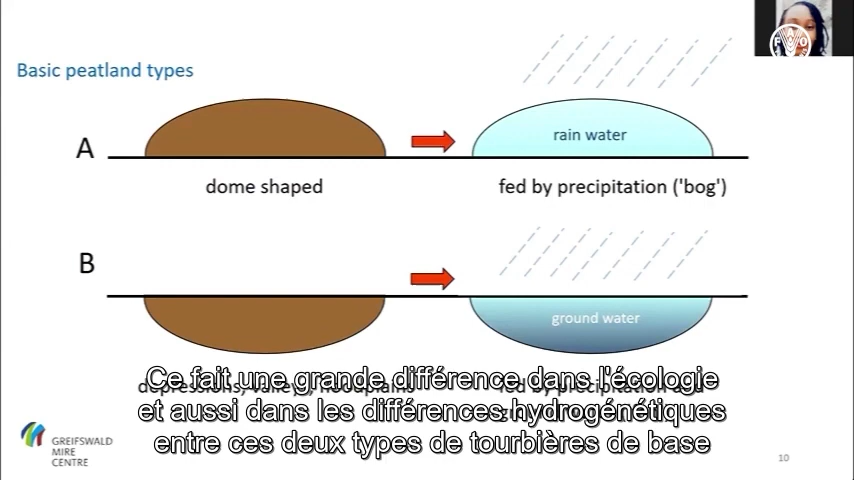 Basic peatland types
A
rain water
dome shaped
fed by precipitation ('bog')
B
ground water
Ce fait une grande différence dans l'écologie
et aussi dans les différences hydrogénétiques
entre ces deux types de tourbières de base
GREIFSWALD
MIRE
CENTRE
10